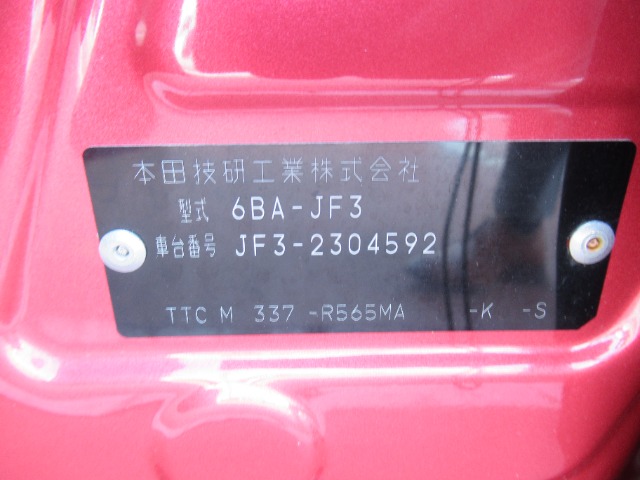 本田技研工業株式会社
型式 6BA-JF3
車台番号 JF3-2304592
TTC M 337 -R565MA -K -S